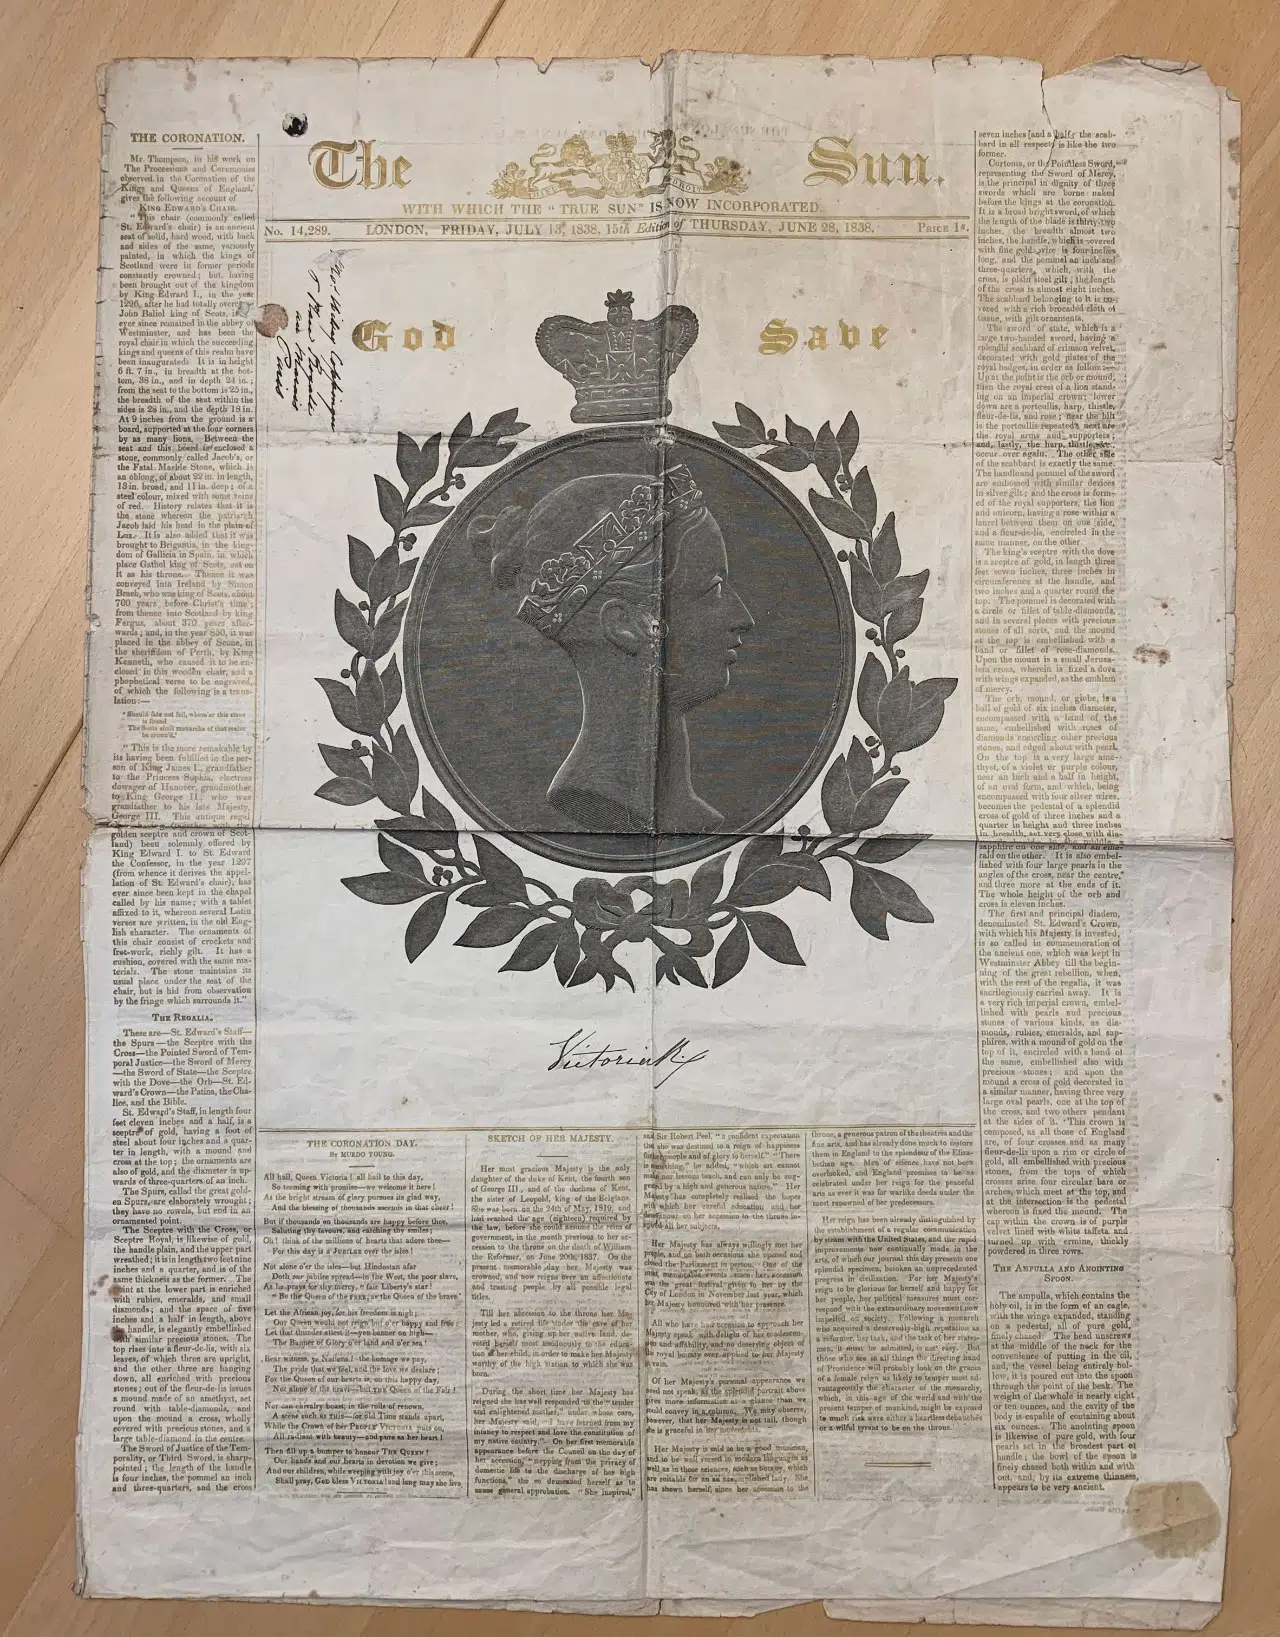 The Sun.
WITH WHICH THE "TRUE SUN" IS NOW INCORPORATED.
No. 14,289. LONDON, FRIDAY, JULY 13, 1838, 15th Edition of THURSDAY, JUNE 28, 1838. PRICE 1s.
God Save
Paris
Victoria R.
THE CORONATION.
Mr. Thompson, in his work on
The Processions and Ceremonies
observed in the Coronation of the
Kings and Queens of England,
gives the following account of
KING EDWARD'S CHAIR.
"This chair (commonly called
St. Edward's chair) is an ancient
seat of solid, hard wood, with back
and sides of the same, variously
painted, in which the kings of
Scotland were in former periods
constantly crowned; but, having
been brought out of the kingdom
by King Edward I., in the year
1296, after he had totally overcome
John Baliol king of Scots, it
ever since remained in the abbey of
Westminster, and has been the
royal chair in which the succeeding
kings and queens of this realm have
been inaugurated. It is in height
6 ft. 7 in., in breadth at the bot-
tom, 38 in., and in depth 24 in.;
from the seat to the bottom is 25 in.,
the breadth of the seat within the
sides is 28 in., and the depth 18 in.
At 9 inches from the ground is a
board, supported at the four corners
by as many lions. Between the
seat and this board is enclosed a
stone, commonly called Jacob's, or
the Fatal Marble Stone, which is
an oblong, of about 22 in. in length,
13 in. broad, and 11 in. deep; of a
steel colour, mixed with some veins
of red. History relates that it is
the stone whereon the patriarch
Jacob laid his head in the plain of
Luz. It is also added that it was
brought to Brigantia, in the king-
dom of Gallicia in Spain, in which
place Gathol king of Scots, sat on
it as his throne. Thence it was
conveyed into Ireland by Simon
Brech, who was king of Scots, about
700 years before Christ's time;
from thence into Scotland by king
Fergus, about 370 years after-
wards; and, in the year 850, it was
placed in the abbey of Scone, in
the sheriffdom of Perth, by King
Kenneth, who caused it to be en-
closed in this wooden chair, and a
phophetical verse to be engraved,
of which the following is a trans-
lation:—
"Should fate not fail, where'er this stone
is found
The Scots shall monarchs of that realm
be crown'd."
"This is the more remakable by
its having been fulfilled in the per-
son of King James I., grandfather
to the Princess Sophia, electress
dowager of Hanover, grandmother,
to King George II., who was
grandfather to his late Majesty,
George III. This antique regal
golden sceptre and crown of Scot-
land) been solemnly offered by
King Edward I. to St. Edward
the Confessor, in the year 1297
(from whence it derives the appel-
lation of St. Edward's chair), has
ever since been kept in the chapel
called by his name; with a tablet
affixed to it, whereon several Latin
verses are written, in the old Eng-
lish character. The ornaments of
this chair consist of crockets and
fret-work, richly gilt. It has a
cushion, covered with the same ma-
terials. The stone maintains its
usual place under the seat of the
chair, but is hid from observation
by the fringe which surrounds it."
THE REGALIA.
These are—St. Edward's Staff—
the Spurs—the Sceptre with the
Cross—the Pointed Sword of Tem-
poral Justice—the Sword of Mercy
—the Sword of State—the Sceptre
with the Dove—the Orb—St. Ed-
ward's Crown—the Patina, the Cha-
lice, and the Bible.
St. Edward's Staff, in length four
feet eleven inches and a half, is a
sceptre of gold, having a foot of
steel about four inches and a quar-
ter in length, with a mound and
cross at the top; the ornaments are
also of gold, and the diameter is up-
wards of three-quarters of an inch.
The Spurs, called the great gold-
en Spurs, are elaborately wrought;
they have no rowels, but end in an
ornamented point.
The Sceptre with the Cross, or
Sceptre Royal, is likewise of gold,
the handle plain, and the upper part
wreathed; it is in length two feet nine
inches and a quarter, and is of the
same thickness as the former. The
point at the lower part is enriched
with rubies, emeralds, and small
diamonds; and the space of five
inches and a half in length, above
the handle, is elegantly embellished
with similar precious stones. The
top rises into a fleur-de-lis, with six
leaves, of which three are upright,
and the other three are hanging
down, all enriched with precious
stones; out of the fleur-de-lis issues
a mound made of an amethyst, set
round with table-diamonds, and
upon the mound a cross, wholly
covered with precious stones, and a
large table-diamond in the centre.
The Sword of Justice of the Tem-
porality, or Third Sword, is sharp-
pointed; the length of the handle
is four inches, the pommel an inch
and three-quarters, and the cross
THE CORONATION DAY.
BY MURDO YOUNG.
All hail, Queen Victoria! all hail to this day,
So teeming with promise—we welcome it here!
As the bright stream of glory pursues its glad way,
And the blessing of thousands ascends in that cheer!
But if thousands on thousands are happy before thee,
Saluting thy favours, and catching thy smiles;
Oh! think of the millions of hearts that adore thee—
For this day is a JUBILEE over the isles!
Not alone o'er the isles—but Hindostan afar
Doth our jubilee spread—in the West, the poor slave,
As he prays for thy mercy, "fair Liberty's star!
"Be the Queen of the FREE, as the Queen of the brave."
Let the African joy, for his freedom is nigh;
Our Queen would not reign but o'er happy and free;
Let that thunder attest it—yon banner on high—
The Banner of Glory o'er land and o'er sea!
Bear witness, ye Nations! the homage we pay,
The pride that we feel, and the love we declare;
For the Queen of our hearts is, on this happy day,
Not alone of the brave—but THE Queen of the Fair!
Nor can chivalry boast, in the rolls of renown,
A scene such as this—for old Time stands apart,
While the Crown of her PEOPLE VICTORIA puts on,
All radiant with beauty—and pure as her heart!
Then fill up a bumper to honour THE QUEEN!
Our hands and our hearts in devotion we give;
And our children, while weeping with joy o'er this scene,
Shall pray, God bless VICTORIA! and long may she live
SKETCH OF HER MAJESTY.
Her most gracious Majesty is the only
daughter of the duke of Kent, the fourth son
of George III., and of the duchess of Kent,
the sister of Leopold, king of the Belgians.
She was born on the 24th of May, 1819, and
had reached the age (eighteen) required by
the law, before she could assume the reins of
government, in the month previous to her ac-
cession to the throne on the death of William
the Reformer, on June 20th, 1837. On the
present memorable day her Majesty was
crowned, and now reigns over an affectionate
and trusting people by all possible legal
titles.
Till her accession to the throne her Ma-
jesty led a retired life under the care of her
mother, who, giving up her native land, de-
voted herself most assiduously to the educa-
tion of her child, in order to make her Majesty
worthy of the high station to which she was
born.
During the short time her Majesty has
reigned she has well responded to the "tender
and enlightened mother," under whose care,
her Majesty said, "I have learned from my
infancy to respect and love the constitution of
my native country." On her first memorable
appearance before the Council on the day of
her accession, "stepping from the privacy of
domestic life to the discharge of her high
functions," she so demeaned herself as to
cause general approbation. "She inspired,"
said Sir Robert Peel, "a confident expectation
that she was destined to a reign of happiness
for her people and of glory to herself." "There
is something," he added, "which art cannot
make nor lessons teach, and can only be sug-
gested by a high and generous nature." Her
Majesty has completely realised the hopes
with which her careful education and her
demeanour on her accession to the throne in-
spired all her subjects.
Her Majesty has always willingly met her
people, and on both occasions she opened and
closed the Parliament in person. One of the
most memorable events since her accession
was the great festival given to her by the
City of London in November last year, which
her Majesty honoured with her presence.
All who have had occasion to approach her
Majesty speak with delight of her condescen-
sion and affability, and no deserving object of
the royal bounty ever applied to her Majesty
in vain.
Of her Majesty's personal appearance we
need not speak, as the splendid portrait above
gives more information at a glance than we
could convey in a column. We may observe,
however, that her Majesty is not tall, though
she is graceful in her movements.
Her Majesty is said to be a good musician,
and to be well versed in modern languages as
well as in those sciences, such as botany, which
are suitable for an accomplished lady. She
has shown herself, since her accession to the
throne, a generous patron of the theatres and the
fine arts, and has already done much to restore
them in England to the splendour of the Eliza-
bethan age. Men of science have not been
overlooked, and England promises to be as
celebrated under her reign for the peaceful
arts as ever it was for warlike deeds under the
most renowned of her predecessors.
Her reign has been already distinguished by
the establishment of a regular communication
by steam with the United States, and the rapid
improvements now continually made in the
arts, of which our journal this day presents one
splendid specimen, betoken an unprecedented
progress in civilization. For her Majesty's
reign to be glorious for herself and happy for
her people, her political measures must cor-
respond with the extraordinary movement now
impelled on society. Following a monarch
who acquired a deservedly-high reputation as
a reformer, her task, and the task of her states-
men, it must be admitted, is not easy. But
those who see in all things the directing hand
of Providence will probably look on the graces
of a female reign as likely to temper most ad-
vantageously the character of the monarchy,
which, in this age of the world and with the
present temper of mankind, might be exposed
to much risk were either a heartless debauchee
or a wilful tyrant to be on the throne.
seven inches [and a half; the scab-
bard in all respects is like the two
former.
Curtona, or the Pointless Sword,
representing the Sword of Mercy,
is the principal in dignity of three
swords which are borne naked
before the kings at the coronation.
It is a broad bright sword, of which
the length of the blade is thirty-two
inches, the breadth almost two
inches, the handle, which is covered
with fine gold wire is four inches
long, and the pommel an inch and
three-quarters, which, with the
cross, is plain steel gilt; the length
of the cross is almost eight inches.
The scabbard belonging to it is co-
vered with a rich brocaded cloth of
tissue, with gilt ornaments.
The sword of state, which is a
large two-handed sword, having a
splendid scabbard of crimson velvet,
decorated with gold plates of the
royal badges, in order as follow:—
Up at the point is the orb or mound,
then the royal crest of a lion stand-
ing on an imperial crown; lower
down are a portcullis, harp, thistle,
fleur-de-lis, and rose; near the hilt
is the portcullis repeated; next are
the royal arms and supporters;
and, lastly, the harp, thistle, &c.
occur over again. The other side
of the scabbard is exactly the same.
The handle and pommel of the sword
are embossed with similar devices
in silver gilt; and the cross is form-
ed of the royal supporters, the lion
and unicorn, having a rose within a
laurel between them on one side,
and a fleur-de-lis, encircled in the
same manner, on the other.
The king's sceptre with the dove
is a sceptre of gold, in length three
feet seven inches, three inches in
circumference at the handle, and
two inches and a quarter round the
top. The pommel is decorated with
a circle or fillet of table-diamonds,
and in several places with precious
stones of all sorts, and the mound
at the top is embellished with a
band or fillet of rose-diamonds.
Upon the mount is a small Jerusa-
lem cross, wherein is fixed a dove
with wings expanded, as the emblem
of mercy.
The orb, mound, or globe, is a
ball of gold of six inches diameter,
encompassed with a band of the
same, embellished with roses of
diamonds encircling other precious
stones, and edged about with pearl.
On the top is a very large ame-
thyst, of a violet or purple colour,
near an inch and a half in height,
of an oval form, and which, being
encompassed with four silver wires,
becomes the pedestal of a splendid
cross of gold of three inches and a
quarter in height and three inches
in breadth, set very close with dia-
sapphire on one side, and an eme-
rald on the other. It is also embel-
lished with four large pearls in the
angles of the cross, near the centre,
and three more at the ends of it.
The whole height of the orb and
cross is eleven inches.
The first and principal diadem,
denominated St. Edward's Crown,
with which his Majesty is invested,
is so called in commemoration of
the ancient one, which was kept in
Westminster Abbey till the begin-
ning of the great rebellion, when,
with the rest of the regalia, it was
sacrilegiously carried away. It is
a very rich imperial crown, embel-
lished with pearls and precious
stones of various kinds, as dia-
monds, rubies, emeralds, and sap-
phires, with a mound of gold on the
top of it, encircled with a band of
the same, embellished also with
precious stones; and upon the
mound a cross of gold decorated in
a similar manner, having three very
large oval pearls, one at the top of
the cross, and two others pendant
at the sides of it. This crown is
composed, as all those of England
are, of four crosses and as many
fleur-de-lis upon a rim or circle of
gold, all embellished with precious
stones, from the tops of which
crosses arise four circular bars or
arches, which meet at the top, and
at the intersection is the pedestal
whereon is fixed the mound. The
cap within the crown is of purple
velvet lined with white taffeta, and
turned up with ermine, thickly
powdered in three rows.
THE AMPULLA AND ANOINTING
SPOON.
The ampulla, which contains the
holy oil, is in the form of an eagle,
with the wings expanded, standing
on a pedestal, all of pure gold,
finely chased. The head unscrews
at the middle of the neck for the
convenience of putting in the oil,
and, the vessel being entirely hol-
low, it is poured out into the spoon
through the point of the beak. The
weight of the whole is nearly eight
or ten ounces, and the cavity of the
body is capable of containing about
six ounces. The anointing spoon
is likewise of pure gold, with four
pearls set in the broadest part of
handle; the bowl of the spoon is
finely chased both within and with
out, and, by its extreme thinness,
appears to be very ancient.